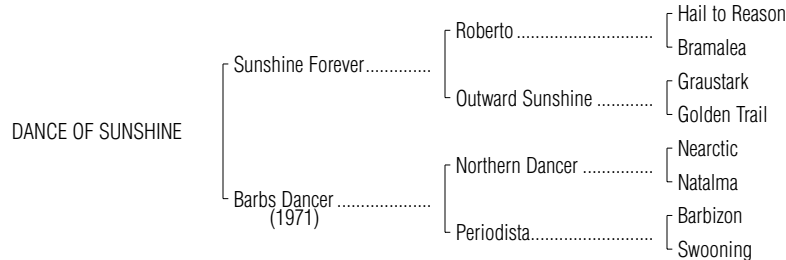 Hail to Reason
Roberto ..............................
Bramalea
Sunshine Forever..............
Graustark
Outward Sunshine ............
Golden Trail
DANCE OF SUNSHINE
Nearctic
Northern Dancer ...............
Natalma
Barbs Dancer ....................
(1971)
Barbizon
Periodista..........................
Swooning